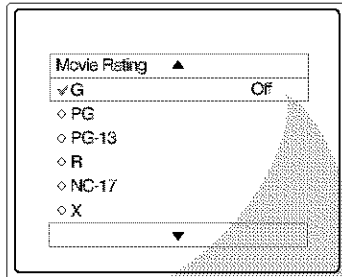 Movie Rating ▲
✓G Off
◇ PG
◇ PG-13
◇ R
◇ NC-17
◇ X
▼